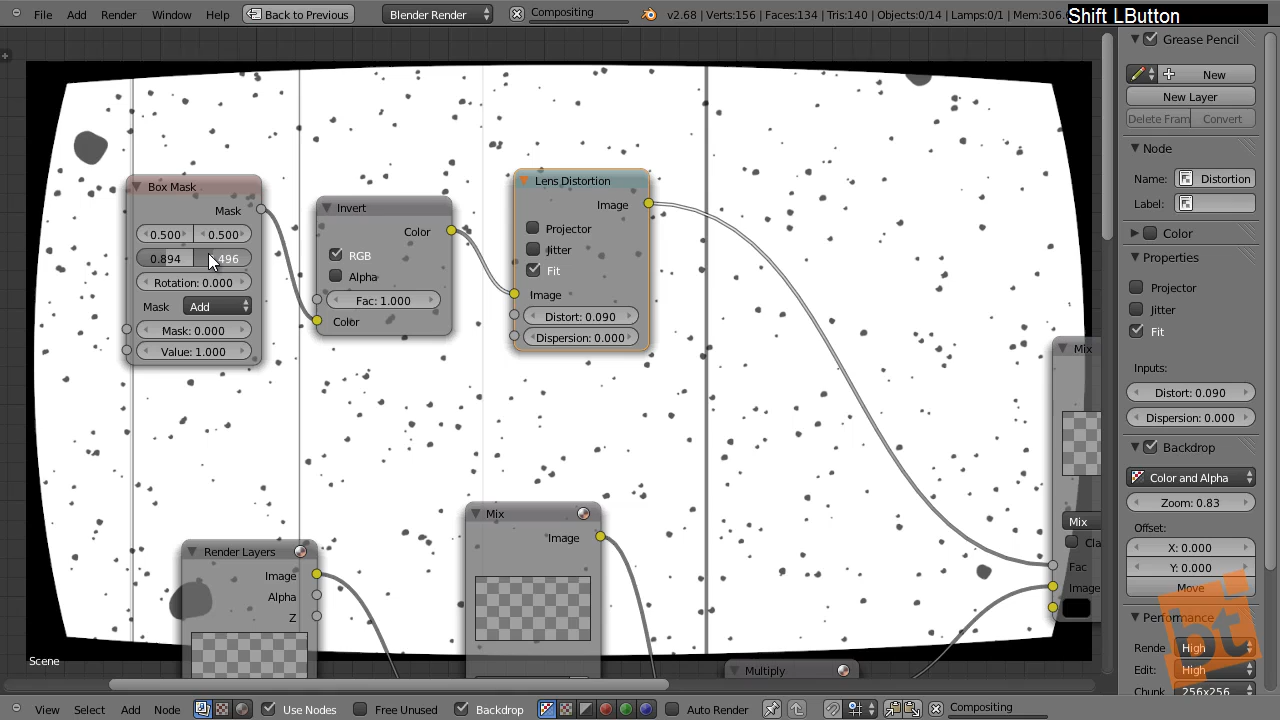 File Add Render Window Help Back to Previous Blender Render Compositing v2.68 | Verts:156 | Faces:134 | Tris:140 | Objects:0/14 | Lamps:0/1 | Mem:306.
Shift LButton
Grease Pencil
New
New Layer
Delete Fram Convert
Node
Name: Distortion
Label:
Color
Properties
Projector
Jitter
Fit
Inputs:
Distort: 0.090
Dispersion: 0.000
Backdrop
Color and Alpha
Zoom: 0.83
Offset:
X: 0.000
Y: 0.000
Move
Performance
Rende High
Edit: High
Chunk 256x256
bt
Box Mask
Mask
0.500 0.500
0.894 496
Rotation: 0.000
Mask Add
Mask: 0.000
Value: 1.000
Invert
Color
RGB
Alpha
Fac: 1.000
Color
Lens Distortion
Image
Projector
Jitter
Fit
Image
Distort: 0.090
Dispersion: 0.000
Mix
Mix
Cla
Fac
Image
Render Layers
Image
Alpha
Z
Mix
Image
Multiply
Scene
View Select Add Node Use Nodes Free Unused Backdrop Auto Render Compositing